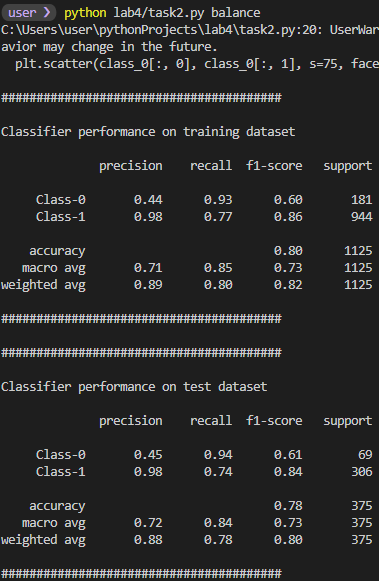 user ❯ python lab4/task2.py balance
C:\Users\user\pythonProjects\lab4\task2.py:20: UserWar
avior may change in the future.
  plt.scatter(class_0[:, 0], class_0[:, 1], s=75, face
########################################
Classifier performance on training dataset
precision recall f1-score support
Class-0 0.44 0.93 0.60 181
Class-1 0.98 0.77 0.86 944
accuracy 0.80 1125
macro avg 0.71 0.85 0.73 1125
weighted avg 0.89 0.80 0.82 1125
########################################
########################################
Classifier performance on test dataset
precision recall f1-score support
Class-0 0.45 0.94 0.61 69
Class-1 0.98 0.74 0.84 306
accuracy 0.78 375
macro avg 0.72 0.84 0.73 375
weighted avg 0.88 0.78 0.80 375
########################################